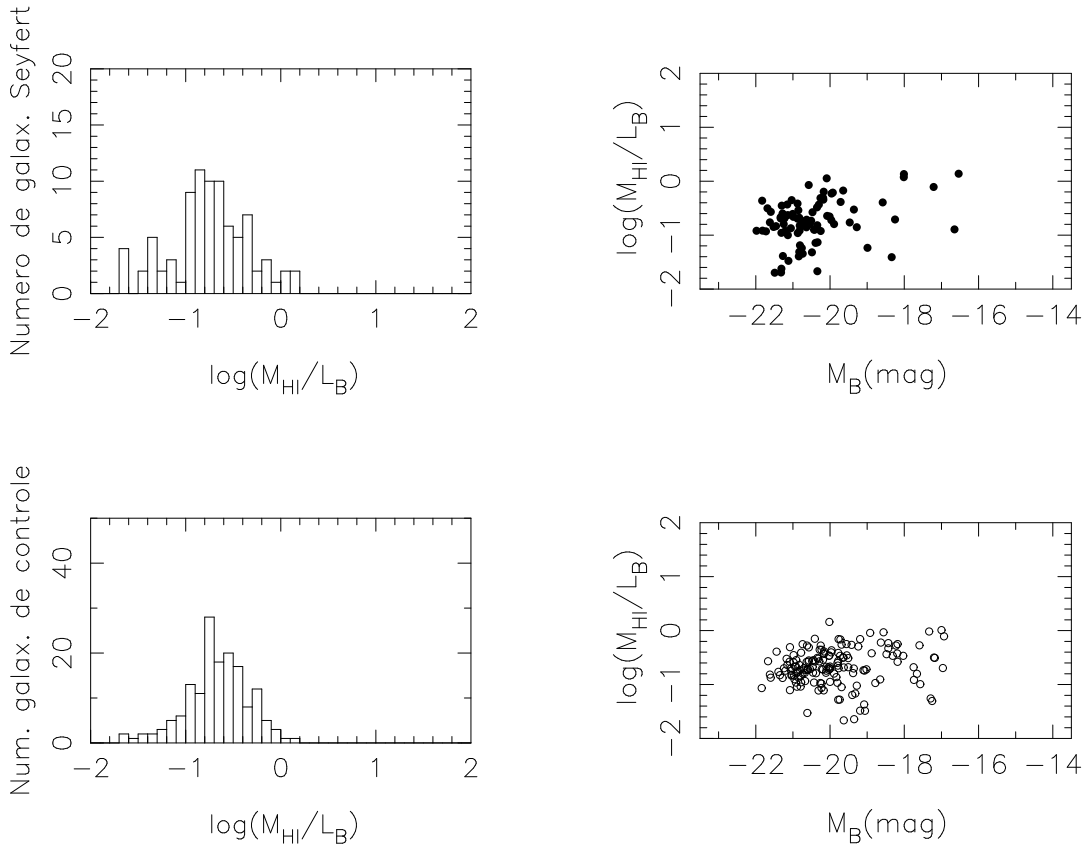 Numero de galax. Seyfert
20
15
10
5
0
−2 −1 0 1 2
log(M_HI/L_B)
log(M_HI/L_B)
2
1
0
−1
−2
−22 −20 −18 −16 −14
M_B(mag)
Num. galax. de controle
40
20
0
−2 −1 0 1 2
log(M_HI/L_B)
log(M_HI/L_B)
2
1
0
−1
−2
−22 −20 −18 −16 −14
M_B(mag)